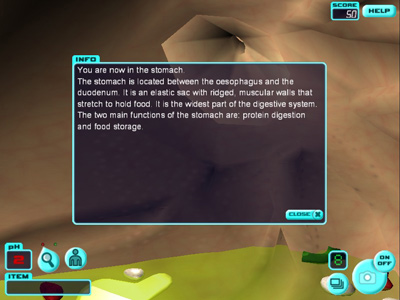 SCORE
50
HELP
INFO
You are now in the stomach.
The stomach is located between the oesophagus and the
duodenum. It is an elastic sac with ridged, muscular walls that
stretch to hold food. It is the widest part of the digestive system.
The two main functions of the stomach are: protein digestion
and food storage.
CLOSE X
pH
2
ITEM
8
ON
OFF